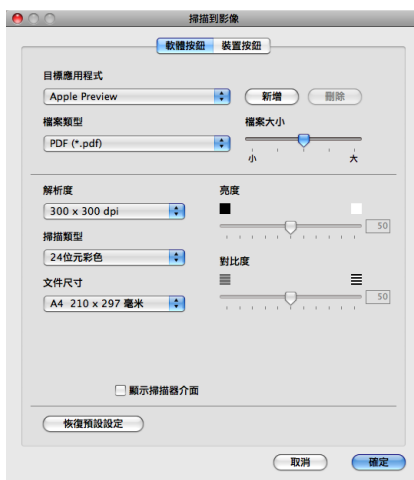 掃描到影像
軟體按鈕 裝置按鈕
目標應用程式
Apple Preview 新增 刪除
檔案類型 檔案大小
PDF (*.pdf)
小 大
解析度 亮度
300 x 300 dpi
50
掃描類型
24位元彩色 對比度
文件尺寸
A4 210 x 297 毫米 50
顯示掃描器介面
恢復預設設定
取消 確定